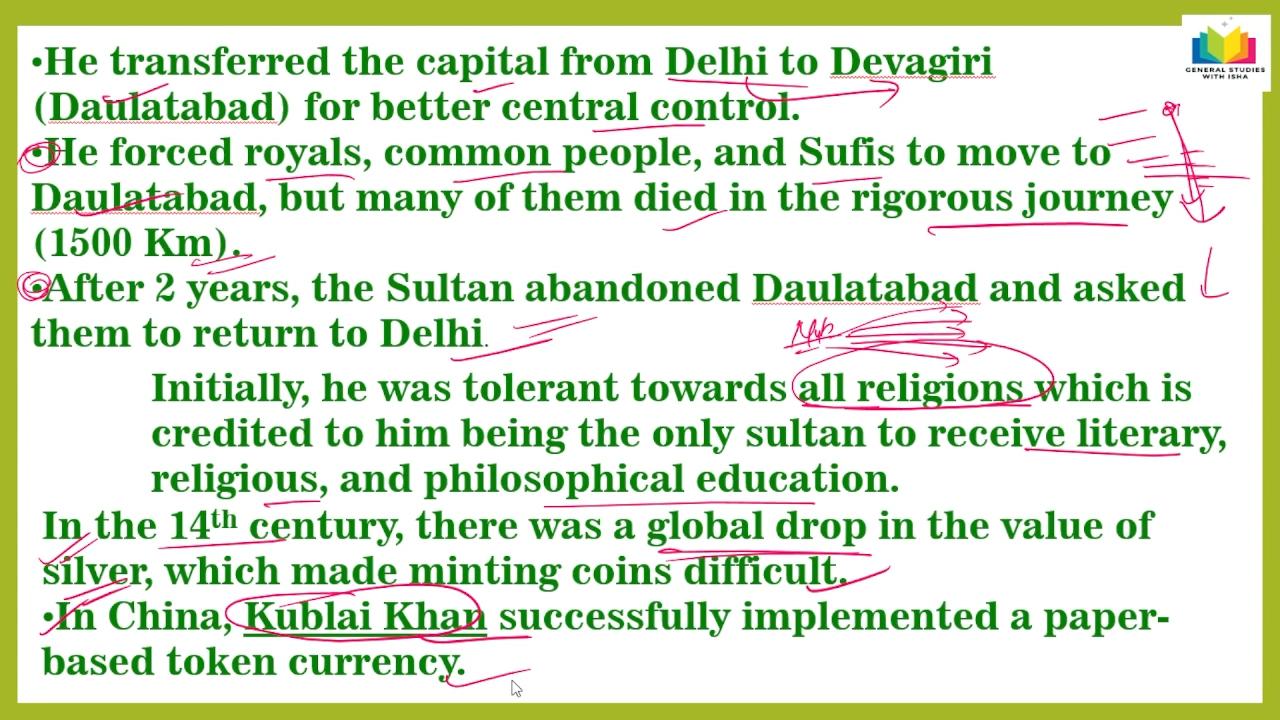 •He transferred the capital from Delhi to Devagiri
(Daulatabad) for better central control.
•He forced royals, common people, and Sufis to move to
Daulatabad, but many of them died in the rigorous journey
(1500 Km).
•After 2 years, the Sultan abandoned Daulatabad and asked
them to return to Delhi.
Initially, he was tolerant towards all religions which is
credited to him being the only sultan to receive literary,
religious, and philosophical education.
In the 14th century, there was a global drop in the value of
silver, which made minting coins difficult.
•In China, Kublai Khan successfully implemented a paper-
based token currency.
GENERAL STUDIES
WITH ISHA